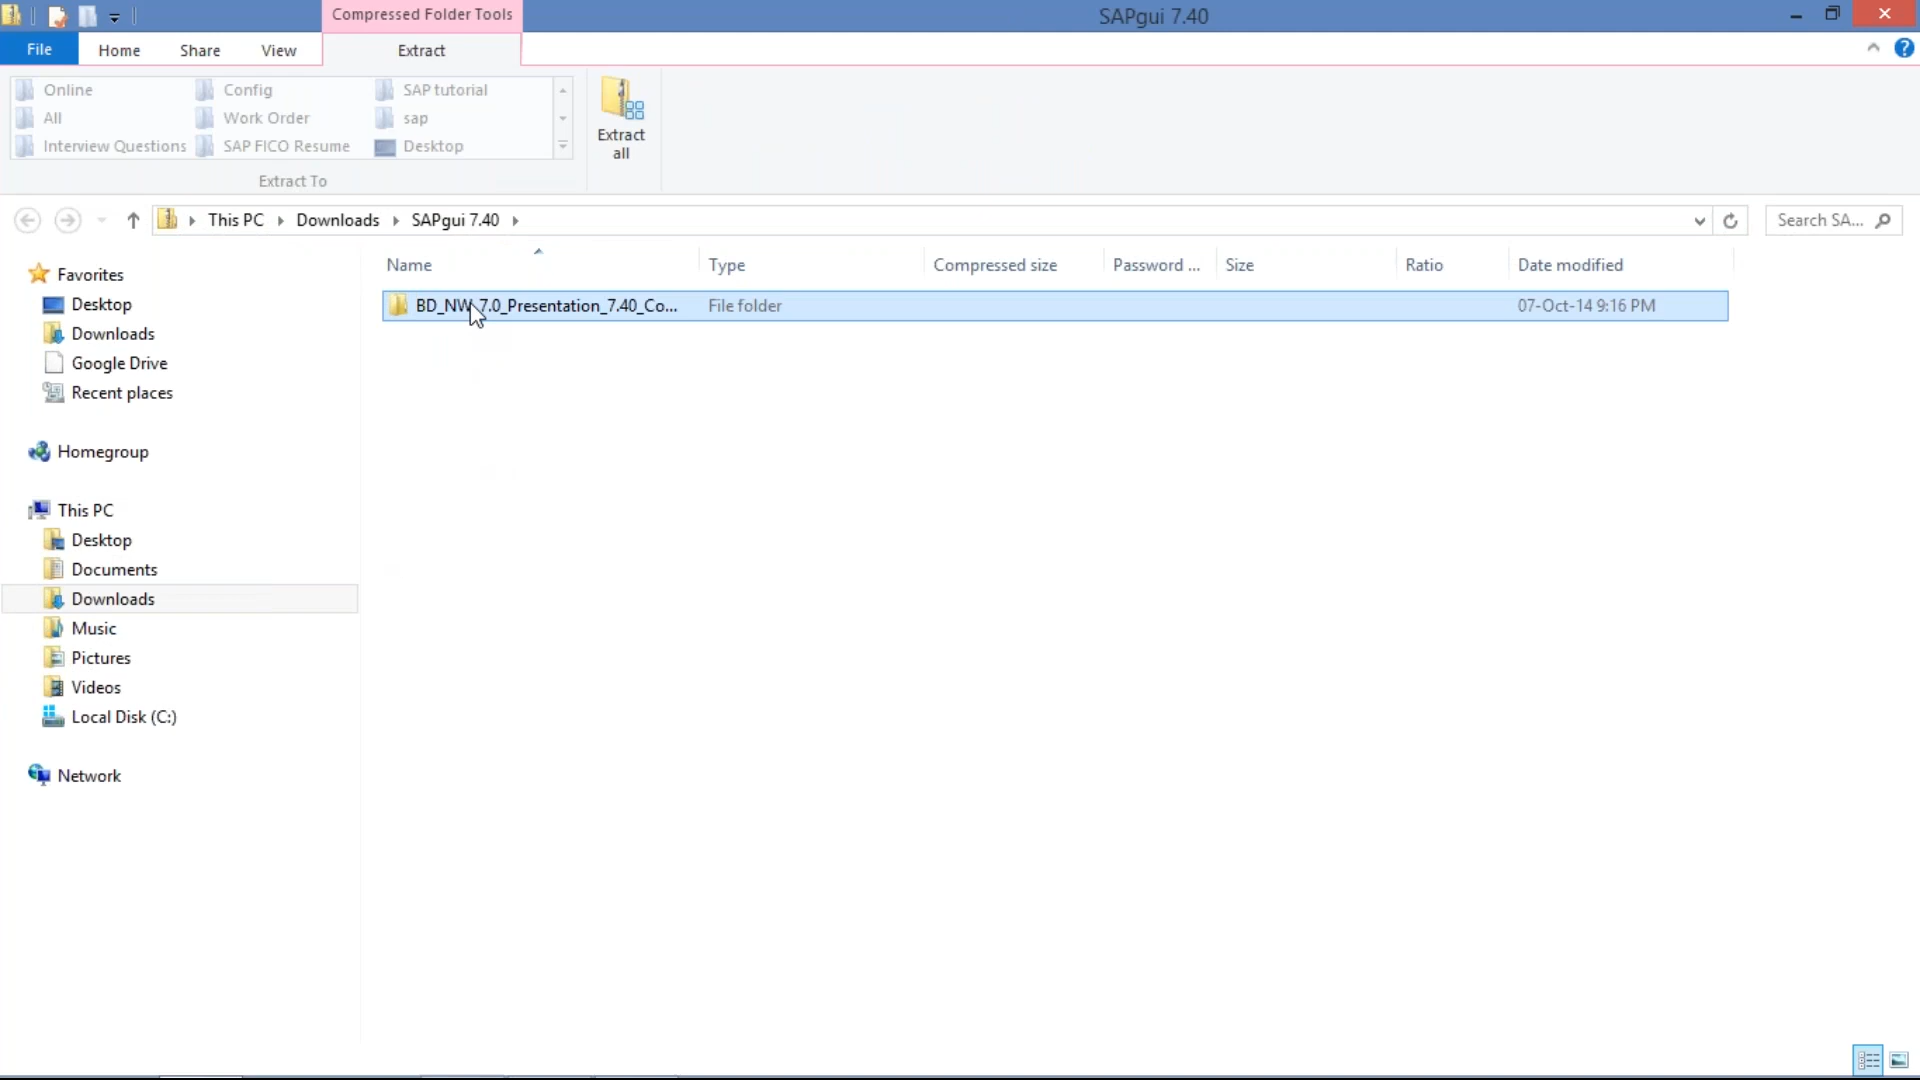 Compressed Folder Tools
SAPgui 7.40
File Home Share View Extract
Online Config SAP tutorial
All Work Order sap
Interview Questions SAP FICO Resume Desktop
Extract all
Extract To
This PC Downloads SAPgui 7.40
Search SA...
Name Type Compressed size Password ... Size Ratio Date modified
BD_NW_7.0_Presentation_7.40_Co... File folder 07-Oct-14 9:16 PM
Favorites
Desktop
Downloads
Google Drive
Recent places
Homegroup
This PC
Desktop
Documents
Downloads
Music
Pictures
Videos
Local Disk (C:)
Network